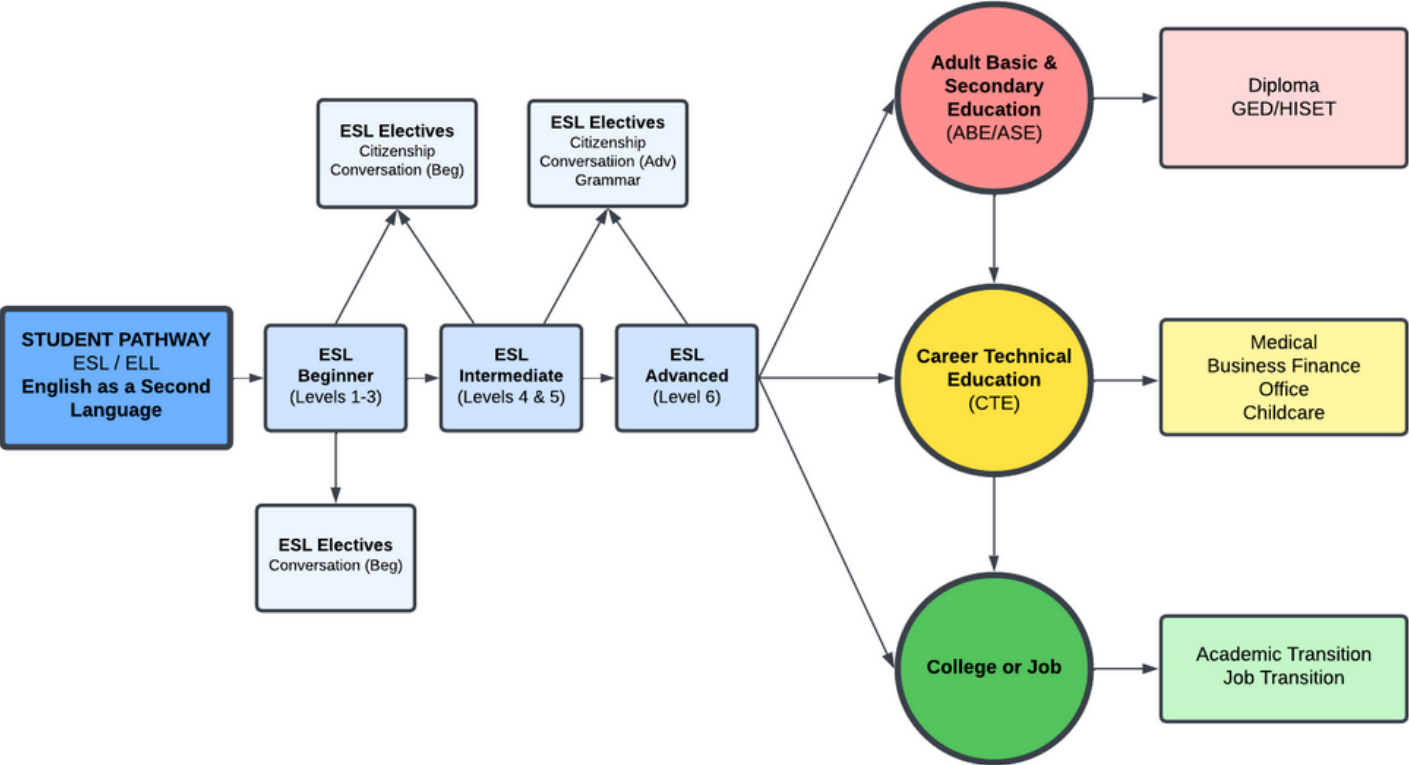 STUDENT PATHWAY
ESL / ELL
English as a Second
Language
ESL
Beginner
(Levels 1-3)
ESL Electives
Citizenship
Conversation (Beg)
ESL Electives
Conversation (Beg)
ESL
Intermediate
(Levels 4 & 5)
ESL Electives
Citizenship
Conversatiion (Adv)
Grammar
ESL
Advanced
(Level 6)
Adult Basic &
Secondary
Education
(ABE/ASE)
Diploma
GED/HISET
Career Technical
Education
(CTE)
Medical
Business Finance
Office
Childcare
College or Job
Academic Transition
Job Transition